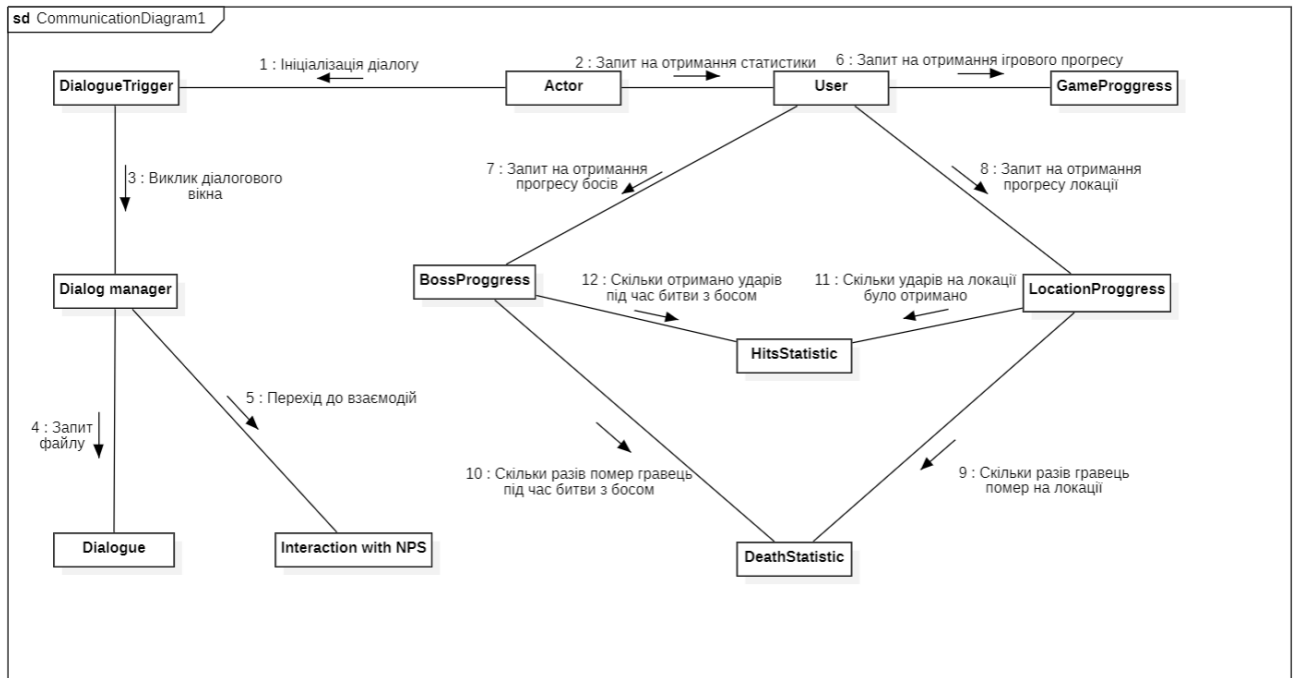 sd CommunicationDiagram1
1 : Ініціалізація діалогу
2 : Запит на отримання статистики
6 : Запит на отримання ігрового прогресу
DialogueTrigger
Actor
User
GameProggress
3 : Виклик діалогового
вікна
7 : Запит на отримання
прогресу босів
8 : Запит на отримання
прогресу локації
Dialog manager
BossProggress
12 : Скільки отримано ударів
під час битви з босом
11 : Скільки ударів на локації
було отримано
LocationProggress
HitsStatistic
5 : Перехід до взаємодій
4 : Запит
файлу
10 : Скільки разів помер гравець
під час битви з босом
9 : Скільки разів гравець
помер на локації
Dialogue
Interaction with NPS
DeathStatistic